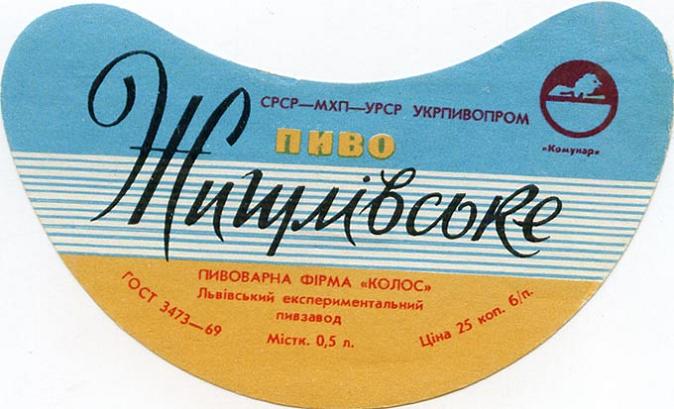 СРСР—МХП—УРСР УКРПИВОПРОМ
«Комунар»
ПИВО
Жигулівське
ПИВОВАРНА ФІРМА «КОЛОС»
Львівський експериментальний
пивзавод
ГОСТ 3473—69
Містк. 0,5 л.
Ціна 25 коп. б/п.